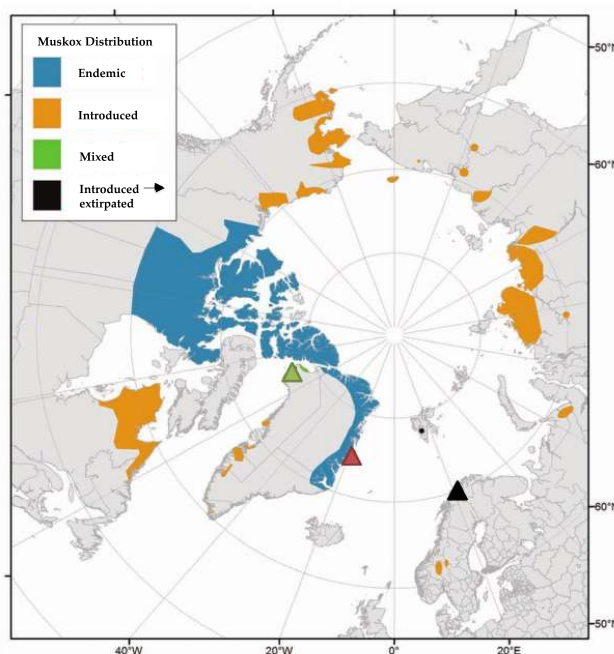 Muskox Distribution
Endemic
Introduced
Mixed
Introduced
extirpated
50°N
60°N
60°N
50°N
40°W
20°W
0°
20°E